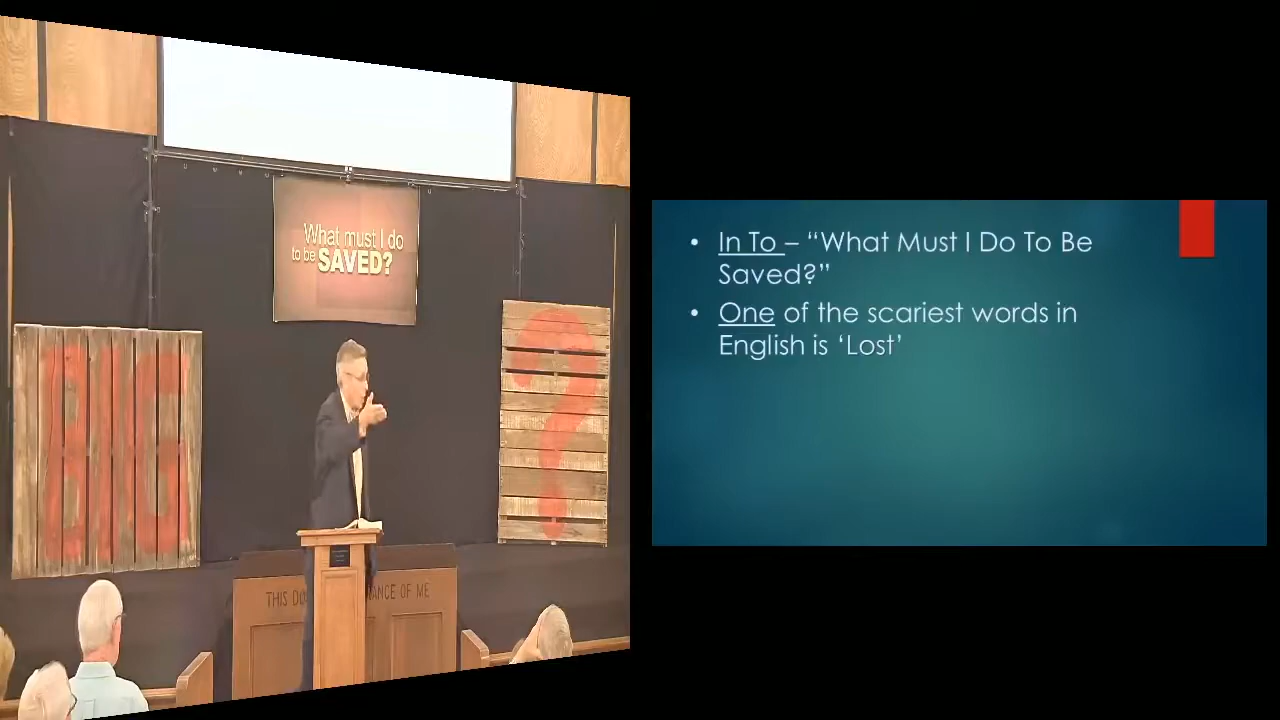 What must I do
to be SAVED?
BIG
?
THIS DO
ANCE OF ME
• In To – “What Must I Do To Be
Saved?”
• One of the scariest words in
English is ‘Lost’